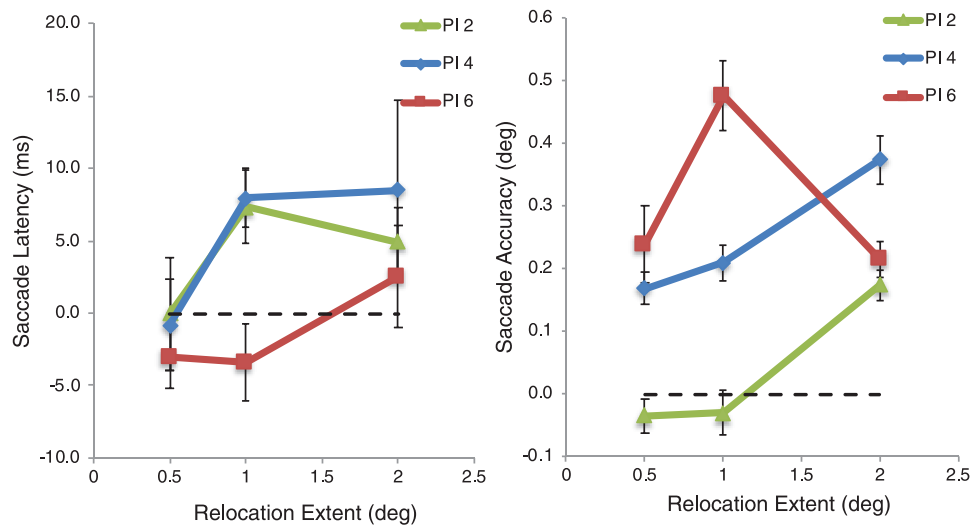 20.0
15.0
10.0
5.0
0.0
-5.0
-10.0
Saccade Latency (ms)
0
0.5
1
1.5
2
2.5
Relocation Extent (deg)
PI 2
PI 4
PI 6
0.6
0.5
0.4
0.3
0.2
0.1
0.0
-0.1
Saccade Accuracy (deg)
0
0.5
1
1.5
2
2.5
Relocation Extent (deg)
PI 2
PI 4
PI 6